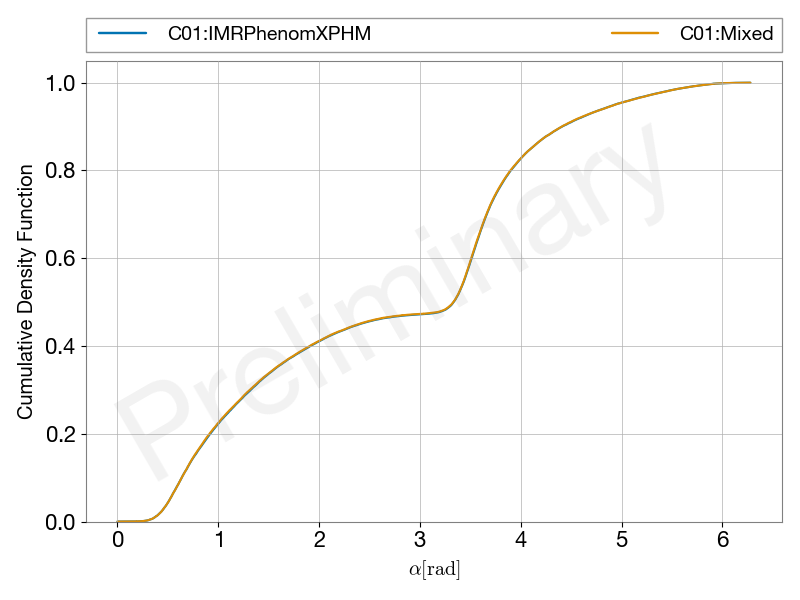 C01:IMRPhenomXPHM C01:Mixed
1.0
0.8
0.6
0.4
0.2
0.0
Cumulative Density Function
Preliminary
0 1 2 3 4 5 6
α[rad]